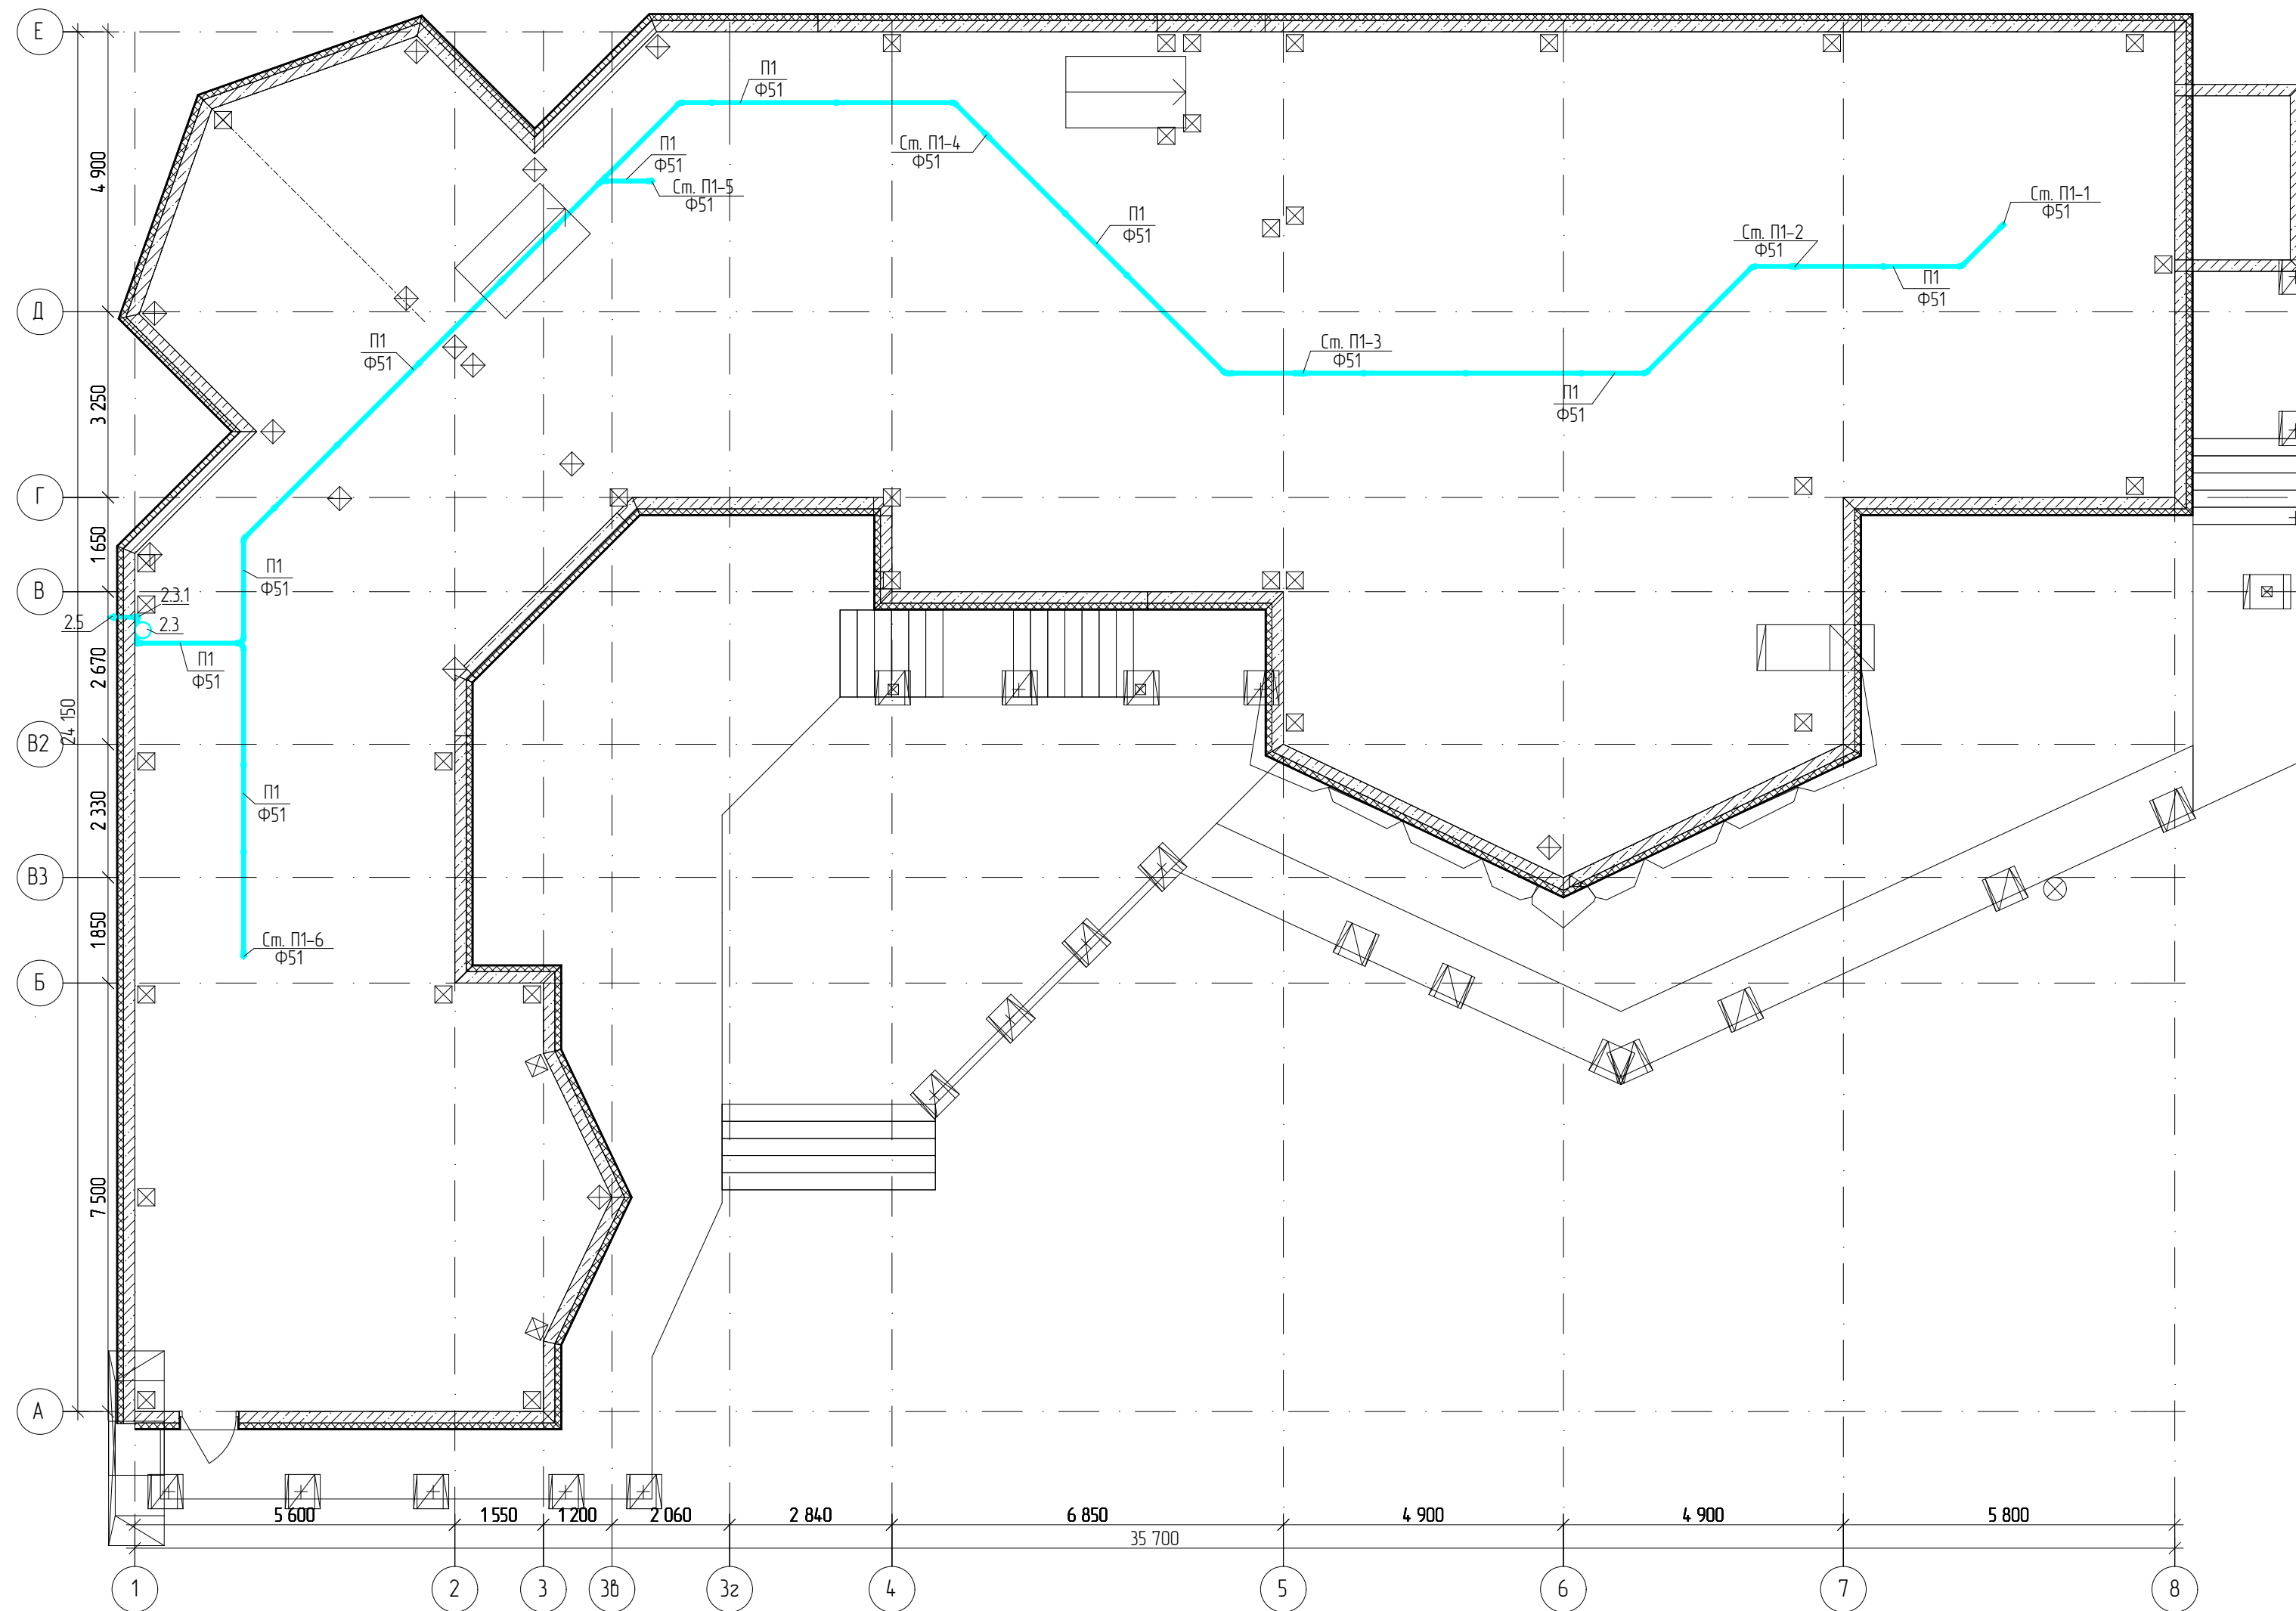 Е
П1
Ф51
П1
Ф51
Ст. П1-4
Ф51
4 900
Ст. П1-5
Ф51
Ст. П1-1
Ф51
П1
Ф51
Ст. П1-2
Ф51
П1
Ф51
Д
П1
Ф51
Ст. П1-3
Ф51
П1
Ф51
3 250
Г
1 650
В
П1
Ф51
2.3.1
2.5
2.3
П1
Ф51
2 670
24 150
В2
П1
Ф51
2 330
В3
1 850
Ст. П1-6
Ф51
Б
7 500
А
5 600
1 550
1 200
2 060
2 840
6 850
4 900
4 900
5 800
35 700
1
2
3
3в
3г
4
5
6
7
8